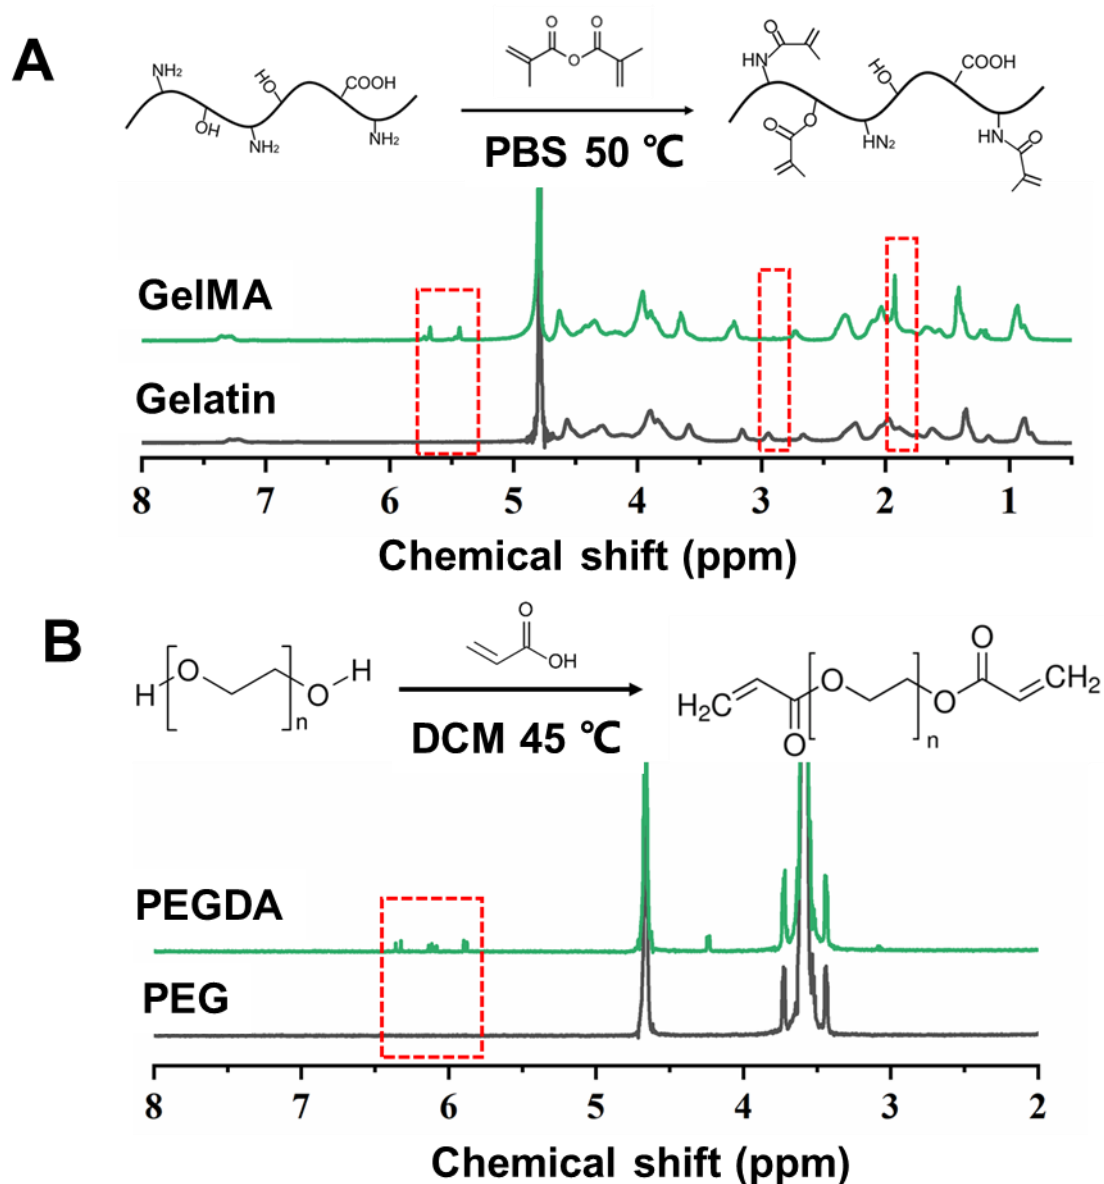 A
NH₂
OH
NH₂
HO
COOH
NH₂
O
O
O
PBS 50 ℃
O
HN
O
O
HN₂
HO
COOH
HN
O
GelMA
Gelatin
8 7 6 5 4 3 2 1
Chemical shift (ppm)
B
H
O
n
O
H
O
OH
DCM 45 ℃
H₂C
O
O
n
O
O
CH₂
PEGDA
PEG
8 7 6 5 4 3 2
Chemical shift (ppm)